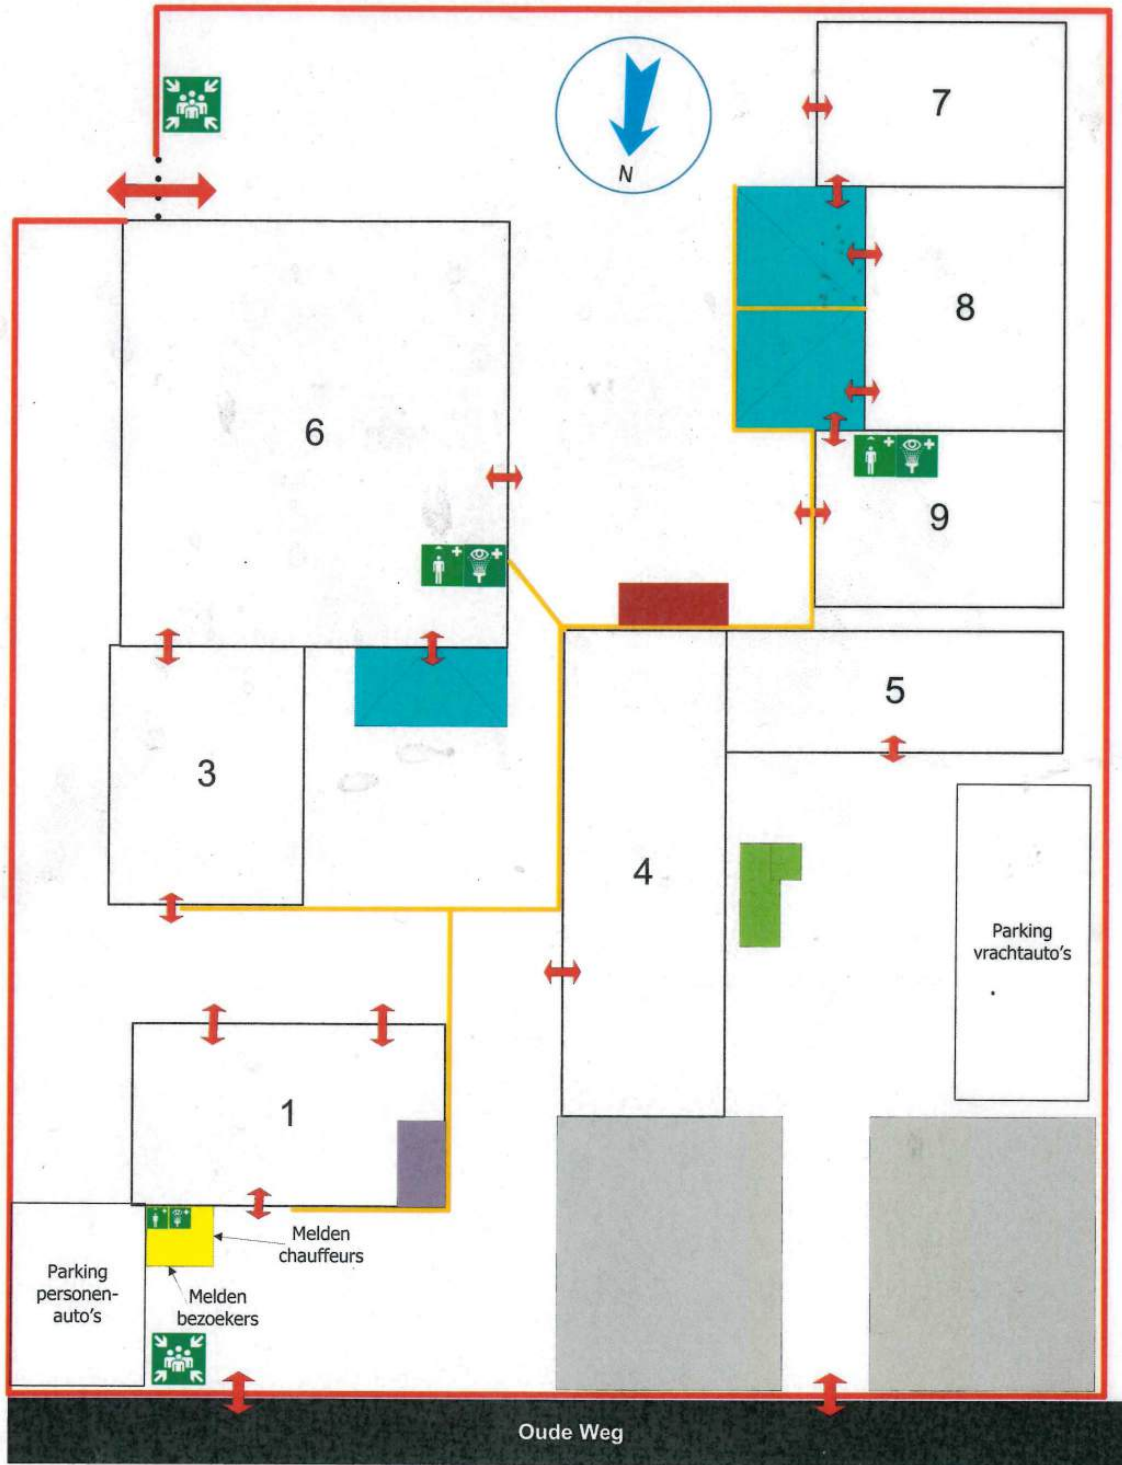 7
N
8
6
9
5
3
4
Parking
vrachtauto's
1
Melden
chauffeurs
Parking
personen-
auto's
Melden
bezoekers
Oude Weg